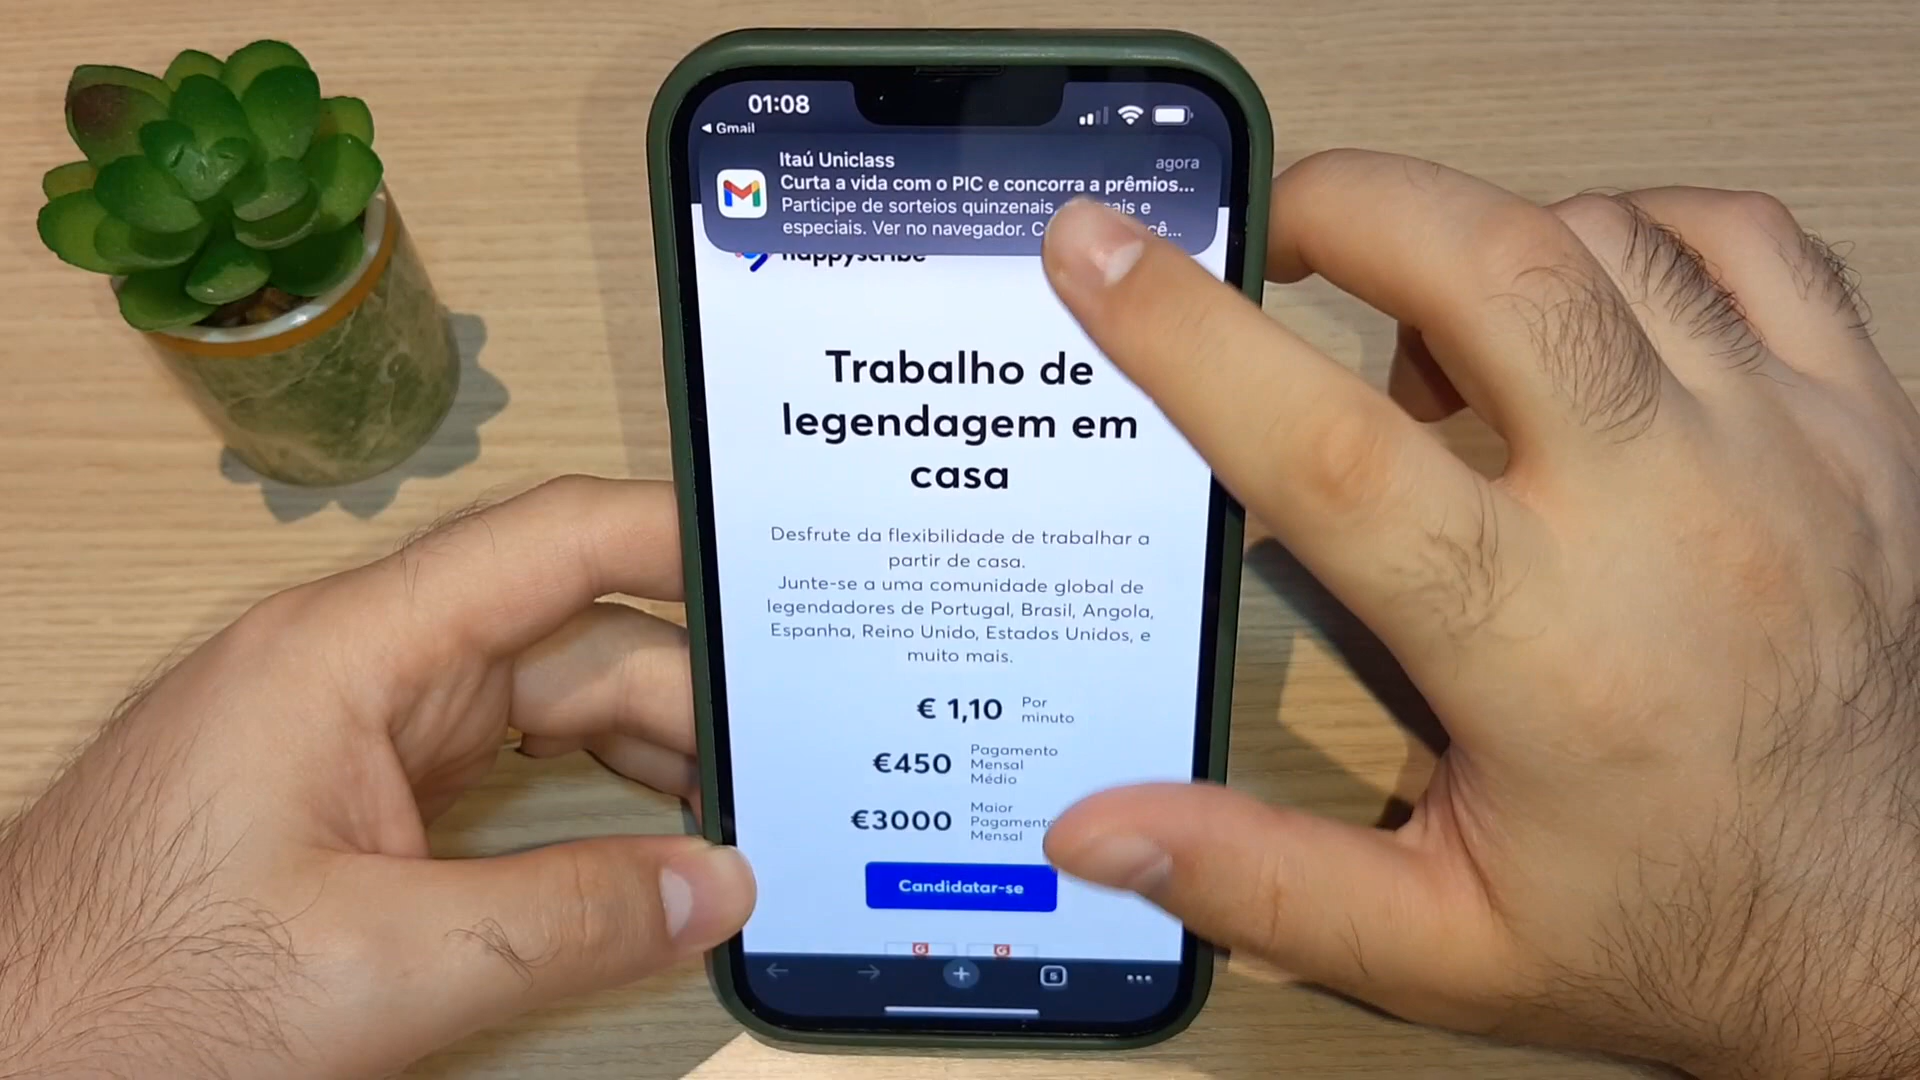 01:08
Gmail
Itaú Uniclass
agora
Curta a vida com o PIC e concorra a prêmios...
Participe de sorteios quinzenais,
especiais. Ver no navegador.
happyscribe
Trabalho de
legendagem em
casa
Desfrute da flexibilidade de trabalhar a
partir de casa.
Junte-se a uma comunidade global de
legendadores de Portugal, Brasil, Angola,
Espanha, Reino Unido, Estados Unidos, e
muito mais.
€ 1,10 Por
minuto
€450 Pagamento
Mensal
Médio
€3000 Maior
Pagamento
Mensal
Candidatar-se
5